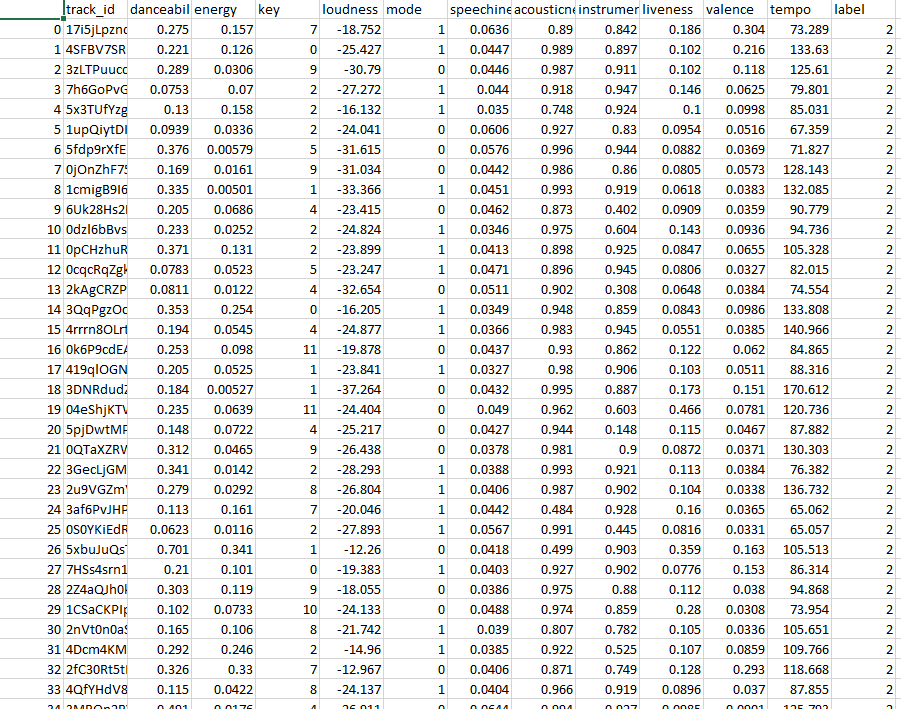 track_id danceabil energy key loudness mode speechine acousticne instrumer liveness valence tempo label
0 17i5jLpznc 0.275 0.157 7 -18.752 1 0.0636 0.89 0.842 0.186 0.304 73.289 2
1 4SFBV7SR 0.221 0.126 0 -25.427 1 0.0447 0.989 0.897 0.102 0.216 133.63 2
2 3zLTPuucc 0.289 0.0306 9 -30.79 0 0.0446 0.987 0.911 0.102 0.118 125.61 2
3 7h6GoPvG 0.0753 0.07 2 -27.272 1 0.044 0.918 0.947 0.146 0.0625 79.801 2
4 5x3TUfYzg 0.13 0.158 2 -16.132 1 0.035 0.748 0.924 0.1 0.0998 85.031 2
5 1upQiytDI 0.0939 0.0336 2 -24.041 0 0.0606 0.927 0.83 0.0954 0.0516 67.359 2
6 5fdp9rXfE 0.376 0.00579 5 -31.615 0 0.0576 0.996 0.944 0.0882 0.0369 71.827 2
7 0jOnZhF75 0.169 0.0161 9 -31.034 0 0.0442 0.986 0.86 0.0805 0.0573 128.143 2
8 1cmigB9I6 0.335 0.00501 1 -33.366 1 0.0451 0.993 0.919 0.0618 0.0383 132.085 2
9 6Uk28Hs2 0.205 0.0686 4 -23.415 0 0.0462 0.873 0.402 0.0909 0.0359 90.779 2
10 0dzl6bBvs 0.233 0.0252 2 -24.824 1 0.0346 0.975 0.604 0.143 0.0936 94.736 2
11 0pCHzhuR 0.371 0.131 2 -23.899 1 0.0413 0.898 0.925 0.0847 0.0655 105.328 2
12 0cqcRqZgk 0.0783 0.0523 5 -23.247 1 0.0471 0.896 0.945 0.0806 0.0327 82.015 2
13 2kAgCRZP 0.0811 0.0122 4 -32.654 0 0.0511 0.902 0.308 0.0648 0.0384 74.554 2
14 3QqPgzOc 0.353 0.254 0 -16.205 1 0.0349 0.948 0.859 0.0843 0.0986 133.808 2
15 4rrrn8OLrt 0.194 0.0545 4 -24.877 1 0.0366 0.983 0.945 0.0551 0.0385 140.966 2
16 0k6P9cdEA 0.253 0.098 11 -19.878 0 0.0437 0.93 0.862 0.122 0.062 84.865 2
17 419qlOGN 0.205 0.0525 1 -23.841 1 0.0327 0.98 0.906 0.103 0.0511 88.316 2
18 3DNRdudZ 0.184 0.00527 1 -37.264 0 0.0432 0.995 0.887 0.173 0.151 170.612 2
19 04eShjKTV 0.235 0.0639 11 -24.404 0 0.049 0.962 0.603 0.466 0.0781 120.736 2
20 5pjDwtMF 0.148 0.0722 4 -25.217 0 0.0427 0.944 0.148 0.115 0.0467 87.882 2
21 0QTaXZRV 0.312 0.0465 9 -26.438 0 0.0378 0.981 0.9 0.0872 0.0371 130.303 2
22 3GecLjGM 0.341 0.0142 2 -28.293 1 0.0388 0.993 0.921 0.113 0.0384 76.382 2
23 2u9VGZm 0.279 0.0292 8 -26.804 1 0.0406 0.987 0.902 0.104 0.0338 136.732 2
24 3af6PvJHP 0.113 0.161 7 -20.046 1 0.0442 0.484 0.928 0.16 0.0365 65.062 2
25 0S0YKiEdR 0.0623 0.0116 2 -27.893 1 0.0567 0.991 0.445 0.0816 0.0331 65.057 2
26 5xbuJuQs 0.701 0.341 1 -12.26 0 0.0418 0.499 0.903 0.359 0.163 105.513 2
27 7HSs4srn1 0.21 0.101 0 -19.383 1 0.0403 0.927 0.902 0.0776 0.153 86.314 2
28 2Z4aQJh0 0.303 0.119 9 -18.055 0 0.0386 0.975 0.88 0.112 0.038 94.868 2
29 1CSaCKPIp 0.102 0.0733 10 -24.133 0 0.0488 0.974 0.859 0.28 0.0308 73.954 2
30 2nVt0n0a 0.165 0.106 8 -21.742 1 0.039 0.807 0.782 0.105 0.0336 105.651 2
31 4Dcm4KM 0.292 0.246 2 -14.96 1 0.0385 0.922 0.525 0.107 0.0859 109.766 2
32 2fC30Rt5t 0.326 0.33 7 -12.967 0 0.0406 0.871 0.749 0.128 0.293 118.668 2
33 4QfYHdV8 0.115 0.0422 8 -24.137 1 0.0404 0.966 0.919 0.0896 0.037 87.855 2